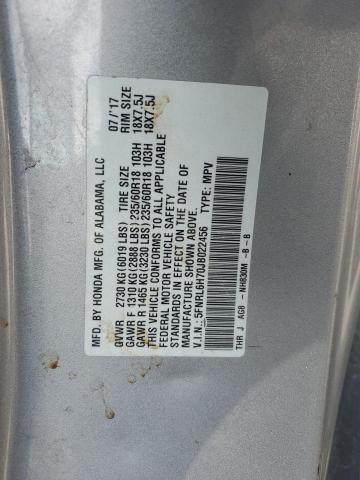 MFD. BY HONDA MFG. OF ALABAMA, LLC 07/'17
GVWR 2730 KG(6019 LBS) TIRE SIZE RIM SIZE
GAWR F 1310 KG(2888 LBS)235/60R18 103H 18X7.5J
GAWR R 1465 KG(3230 LBS)235/60R18 103H 18X7.5J
THIS VEHICLE CONFORMS TO ALL APPLICABLE
FEDERAL MOTOR VEHICLE SAFETY
STANDARDS IN EFFECT ON THE DATE OF
MANUFACTURE SHOWN ABOVE.
V.I.N.: 5FNRL6H70JB022456 TYPE: MPV
THR J AGB - NH830M - B - B